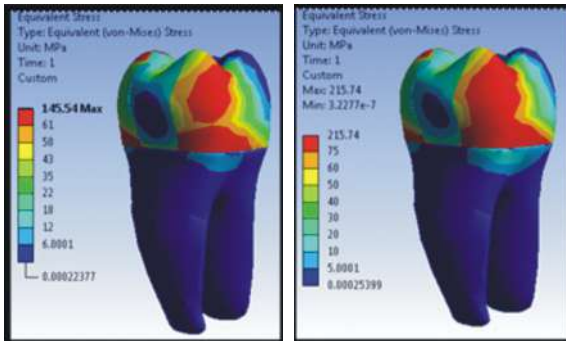 Equivalent Stress
Type: Equivalent (von-Mises) Stress
Unit: MPa
Time: 1
Custom
145.54 Max
61
50
43
35
22
18
12
6.0001
0.00022377
Equivalent Stress
Type: Equivalent (von-Mises) Stress
Unit: MPa
Time: 1
Custom
Max: 215.74
Min: 3.2277e-7
215.74
75
60
50
40
30
20
10
5.0001
0.00025399